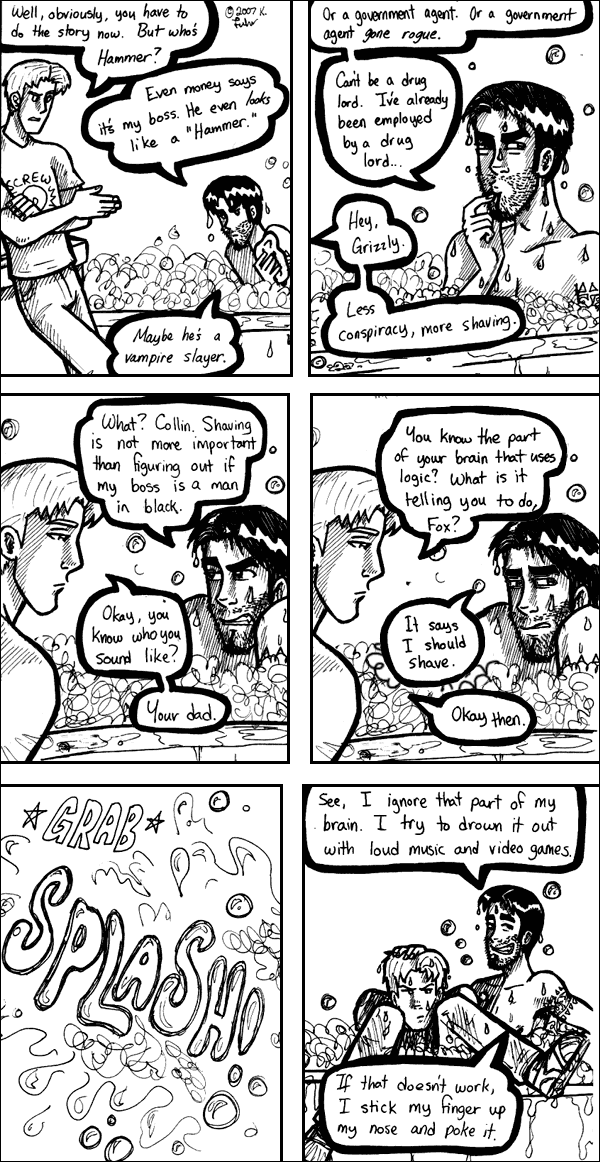 Well, obviously, you have to
do the story now. But who's
Hammer?
© 2007 K.
fuhr
Even money says
it's my boss. He even looks
like a "Hammer."
SCREW
Maybe he's a
vampire slayer.
Or a government agent. Or a government
agent gone rogue.
Can't be a drug
lord. I've already
been employed
by a drug
lord...
Hey,
Grizzly.
Less
conspiracy, more shaving.
What? Collin. Shaving
is not more important
than figuring out if
my boss is a man
in black.
Okay, you
know who you
sound like?
Your dad.
You know the part
of your brain that uses
logic? What is it
telling you to do,
Fox?
It says
I should
shave.
Okay then.
GRAB
SPLASH!
See, I ignore that part of my
brain. I try to drown it out
with loud music and video games.
If that doesn't work,
I stick my finger up
my nose and poke it.